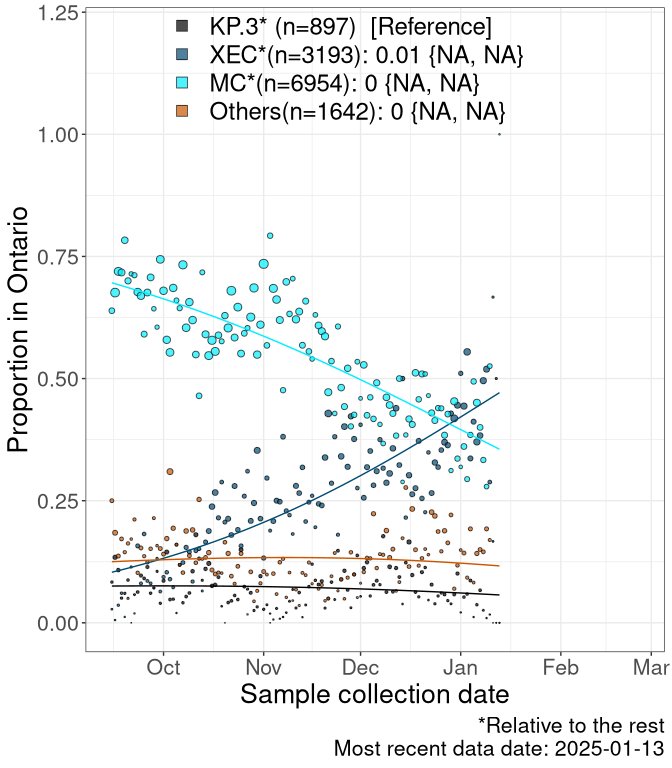 KP.3* (n=897) [Reference]
XEC*(n=3193): 0.01 {NA, NA}
MC*(n=6954): 0 {NA, NA}
Others(n=1642): 0 {NA, NA}
1.25
1.00
0.75
0.50
0.25
0.00
Proportion in Ontario
Oct Nov Dec Jan Feb Mar
Sample collection date
*Relative to the rest
Most recent data date: 2025-01-13